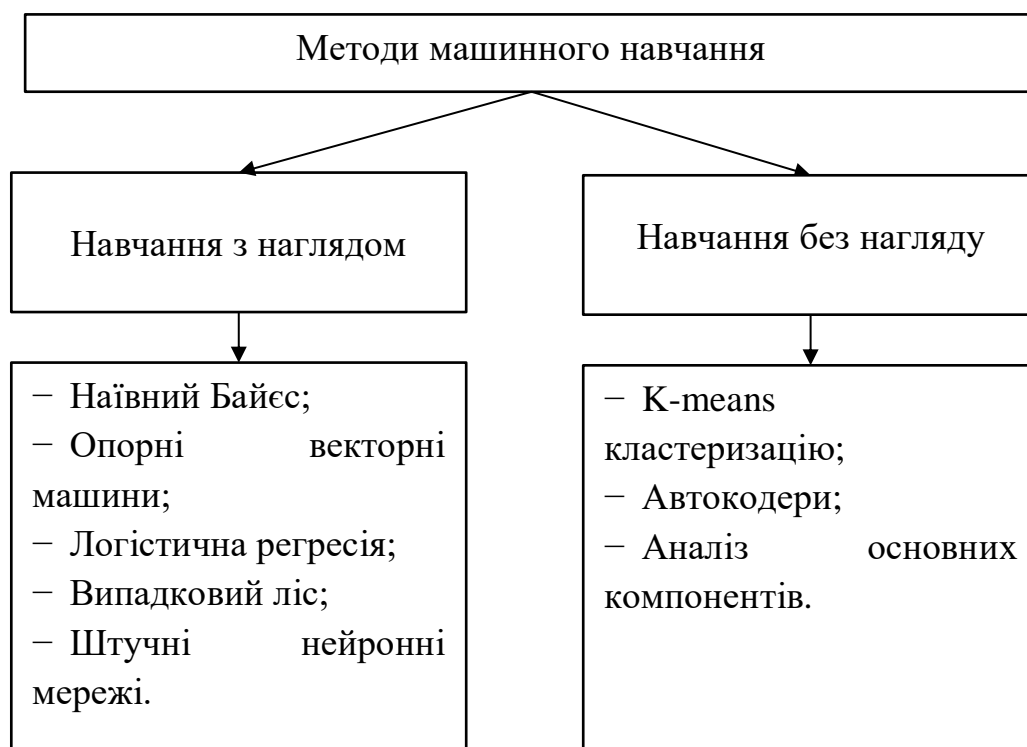 Методи машинного навчання
Навчання з наглядом
Навчання без нагляду
− Наївний Байєс;
− Опорні векторні
машини;
− Логістична регресія;
− Випадковий ліс;
− Штучні нейронні
мережі.
− K-means
кластеризацію;
− Автокодери;
− Аналіз основних
компонентів.